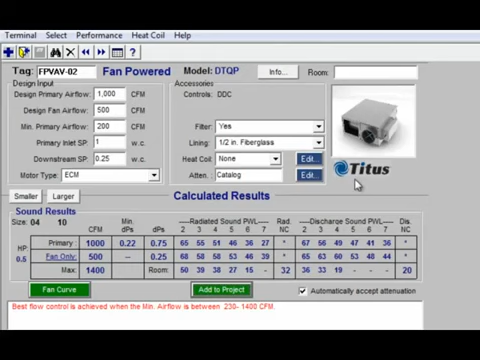 Terminal Select Performance Heat Coil Help
Tag: FPVAV-02 Fan Powered Model: DTQP Info... Room:
Design Input
Accessories
Design Primary Airflow: 1,000 CFM
Controls: DDC
Design Fan Airflow: 500 CFM
Min. Primary Airflow: 200 CFM
Filter: Yes
Primary Inlet SP: 1 w.c.
Lining: 1/2 in. Fiberglass
Downstream SP: 0.25 w.c.
Heat Coil: None Edit...
Motor Type: ECM
Atten. : Catalog Edit...
Titus
Smaller Larger Calculated Results
Sound Results
Size: 04 10 CFM Min. dPs dPs Radiated Sound PWL Rad. NC Discharge Sound PWL Dis. NC
2 3 4 5 6 7 2 3 4 5 6 7
HP: 0.5
Primary: 1000 0.22 0.75 65 55 51 46 36 27 * 67 56 49 47 41 36 *
Fan Only: 500 -- 0.25 68 58 58 53 46 39 * 65 63 60 53 48 44 *
Max: 1400 Room: 50 39 38 27 15 - 32 36 33 19 - - - 20
Fan Curve Add to Project Automatically accept attenuation
Best flow control is achieved when the Min. Airflow is between 230- 1400 CFM.